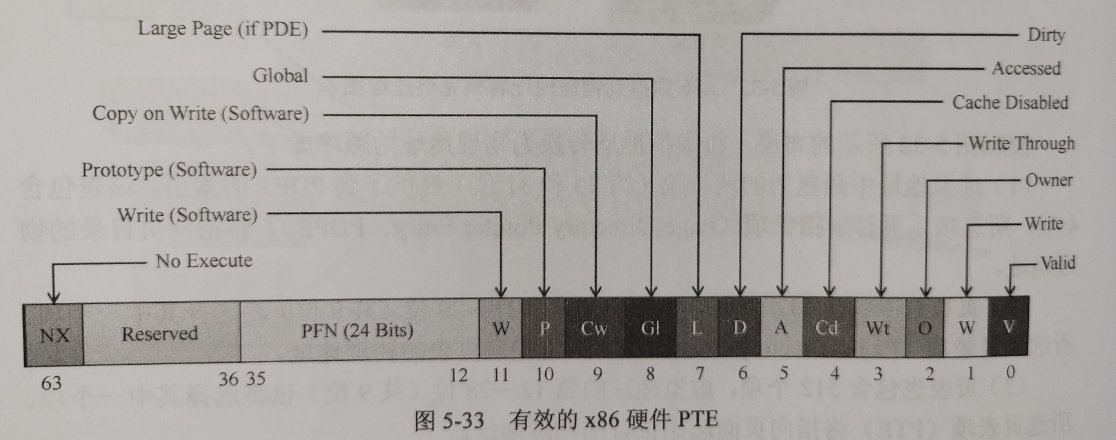 Large Page (if PDE)
Dirty
Global
Accessed
Copy on Write (Software)
Cache Disabled
Write Through
Prototype (Software)
Owner
Write (Software)
Write
No Execute
Valid
NX Reserved PFN (24 Bits) W P Cw Gl L D A Cd Wt O W V
63 36 35 12 11 10 9 8 7 6 5 4 3 2 1 0
图 5-33 有效的 x86 硬件 PTE